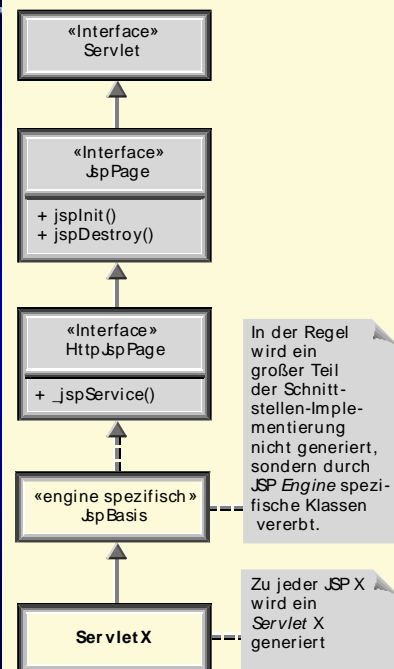 «Interface»
Servlet
«Interface»
JspPage
+ jspInit()
+ jspDestroy()
«Interface»
HttpJspPage
+ _jspService()
In der Regel
wird ein
großer Teil
der Schnitt-
stellen-Imple-
mentierung
nicht generiert,
sondern durch
JSP Engine spezi-
fische Klassen
vererbt.
«engine spezifisch»
JspBasis
Zu jeder JSP X
wird ein
Servlet X
generiert
ServletX